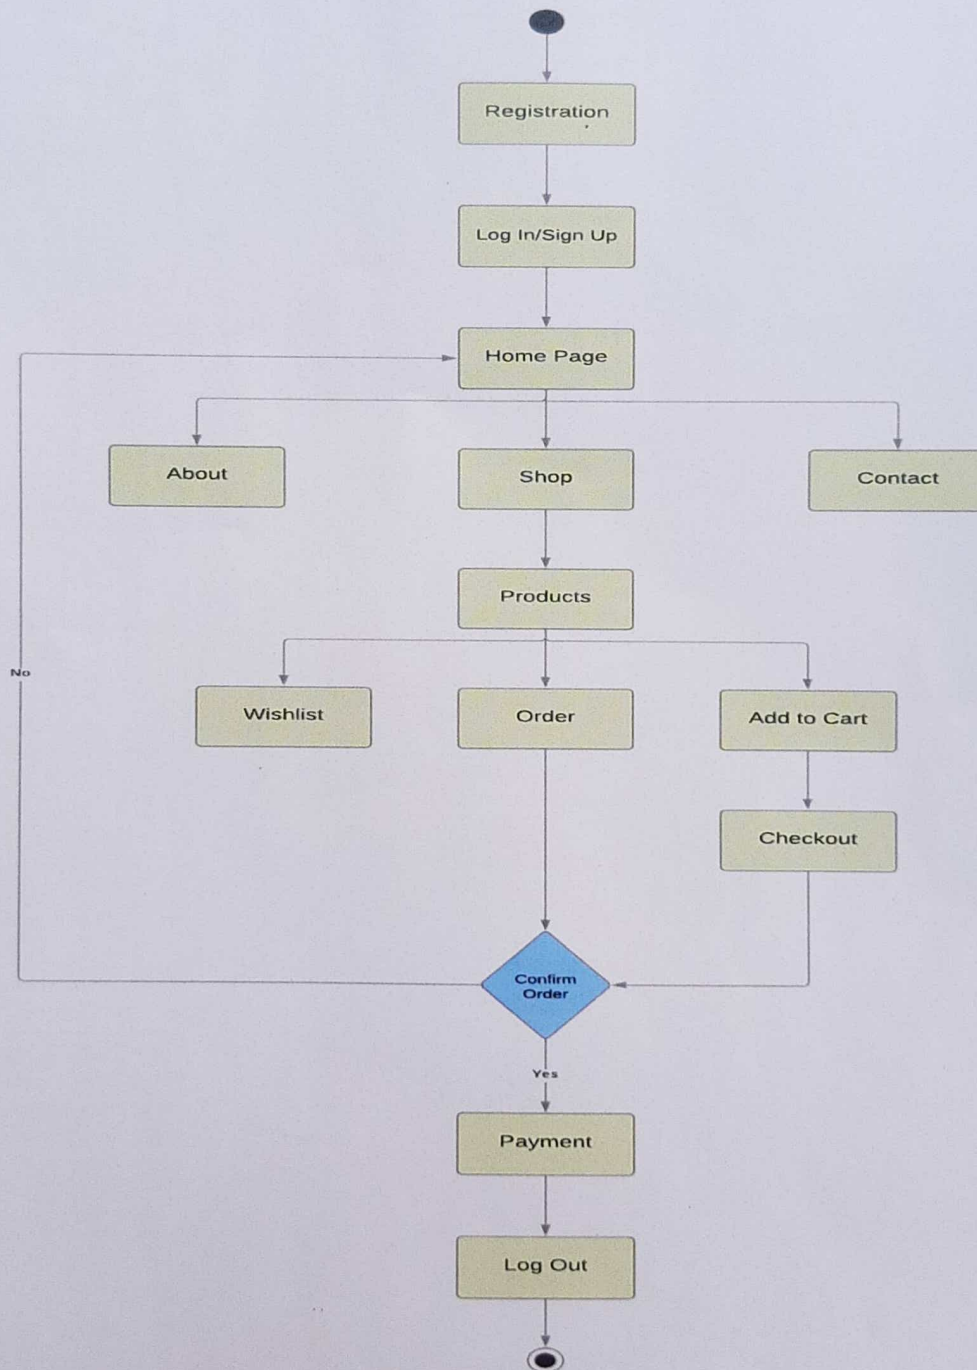 Registration
Log In/Sign Up
Home Page
About
Shop
Contact
Products
No
Wishlist
Order
Add to Cart
Checkout
Confirm
Order
Yes
Payment
Log Out